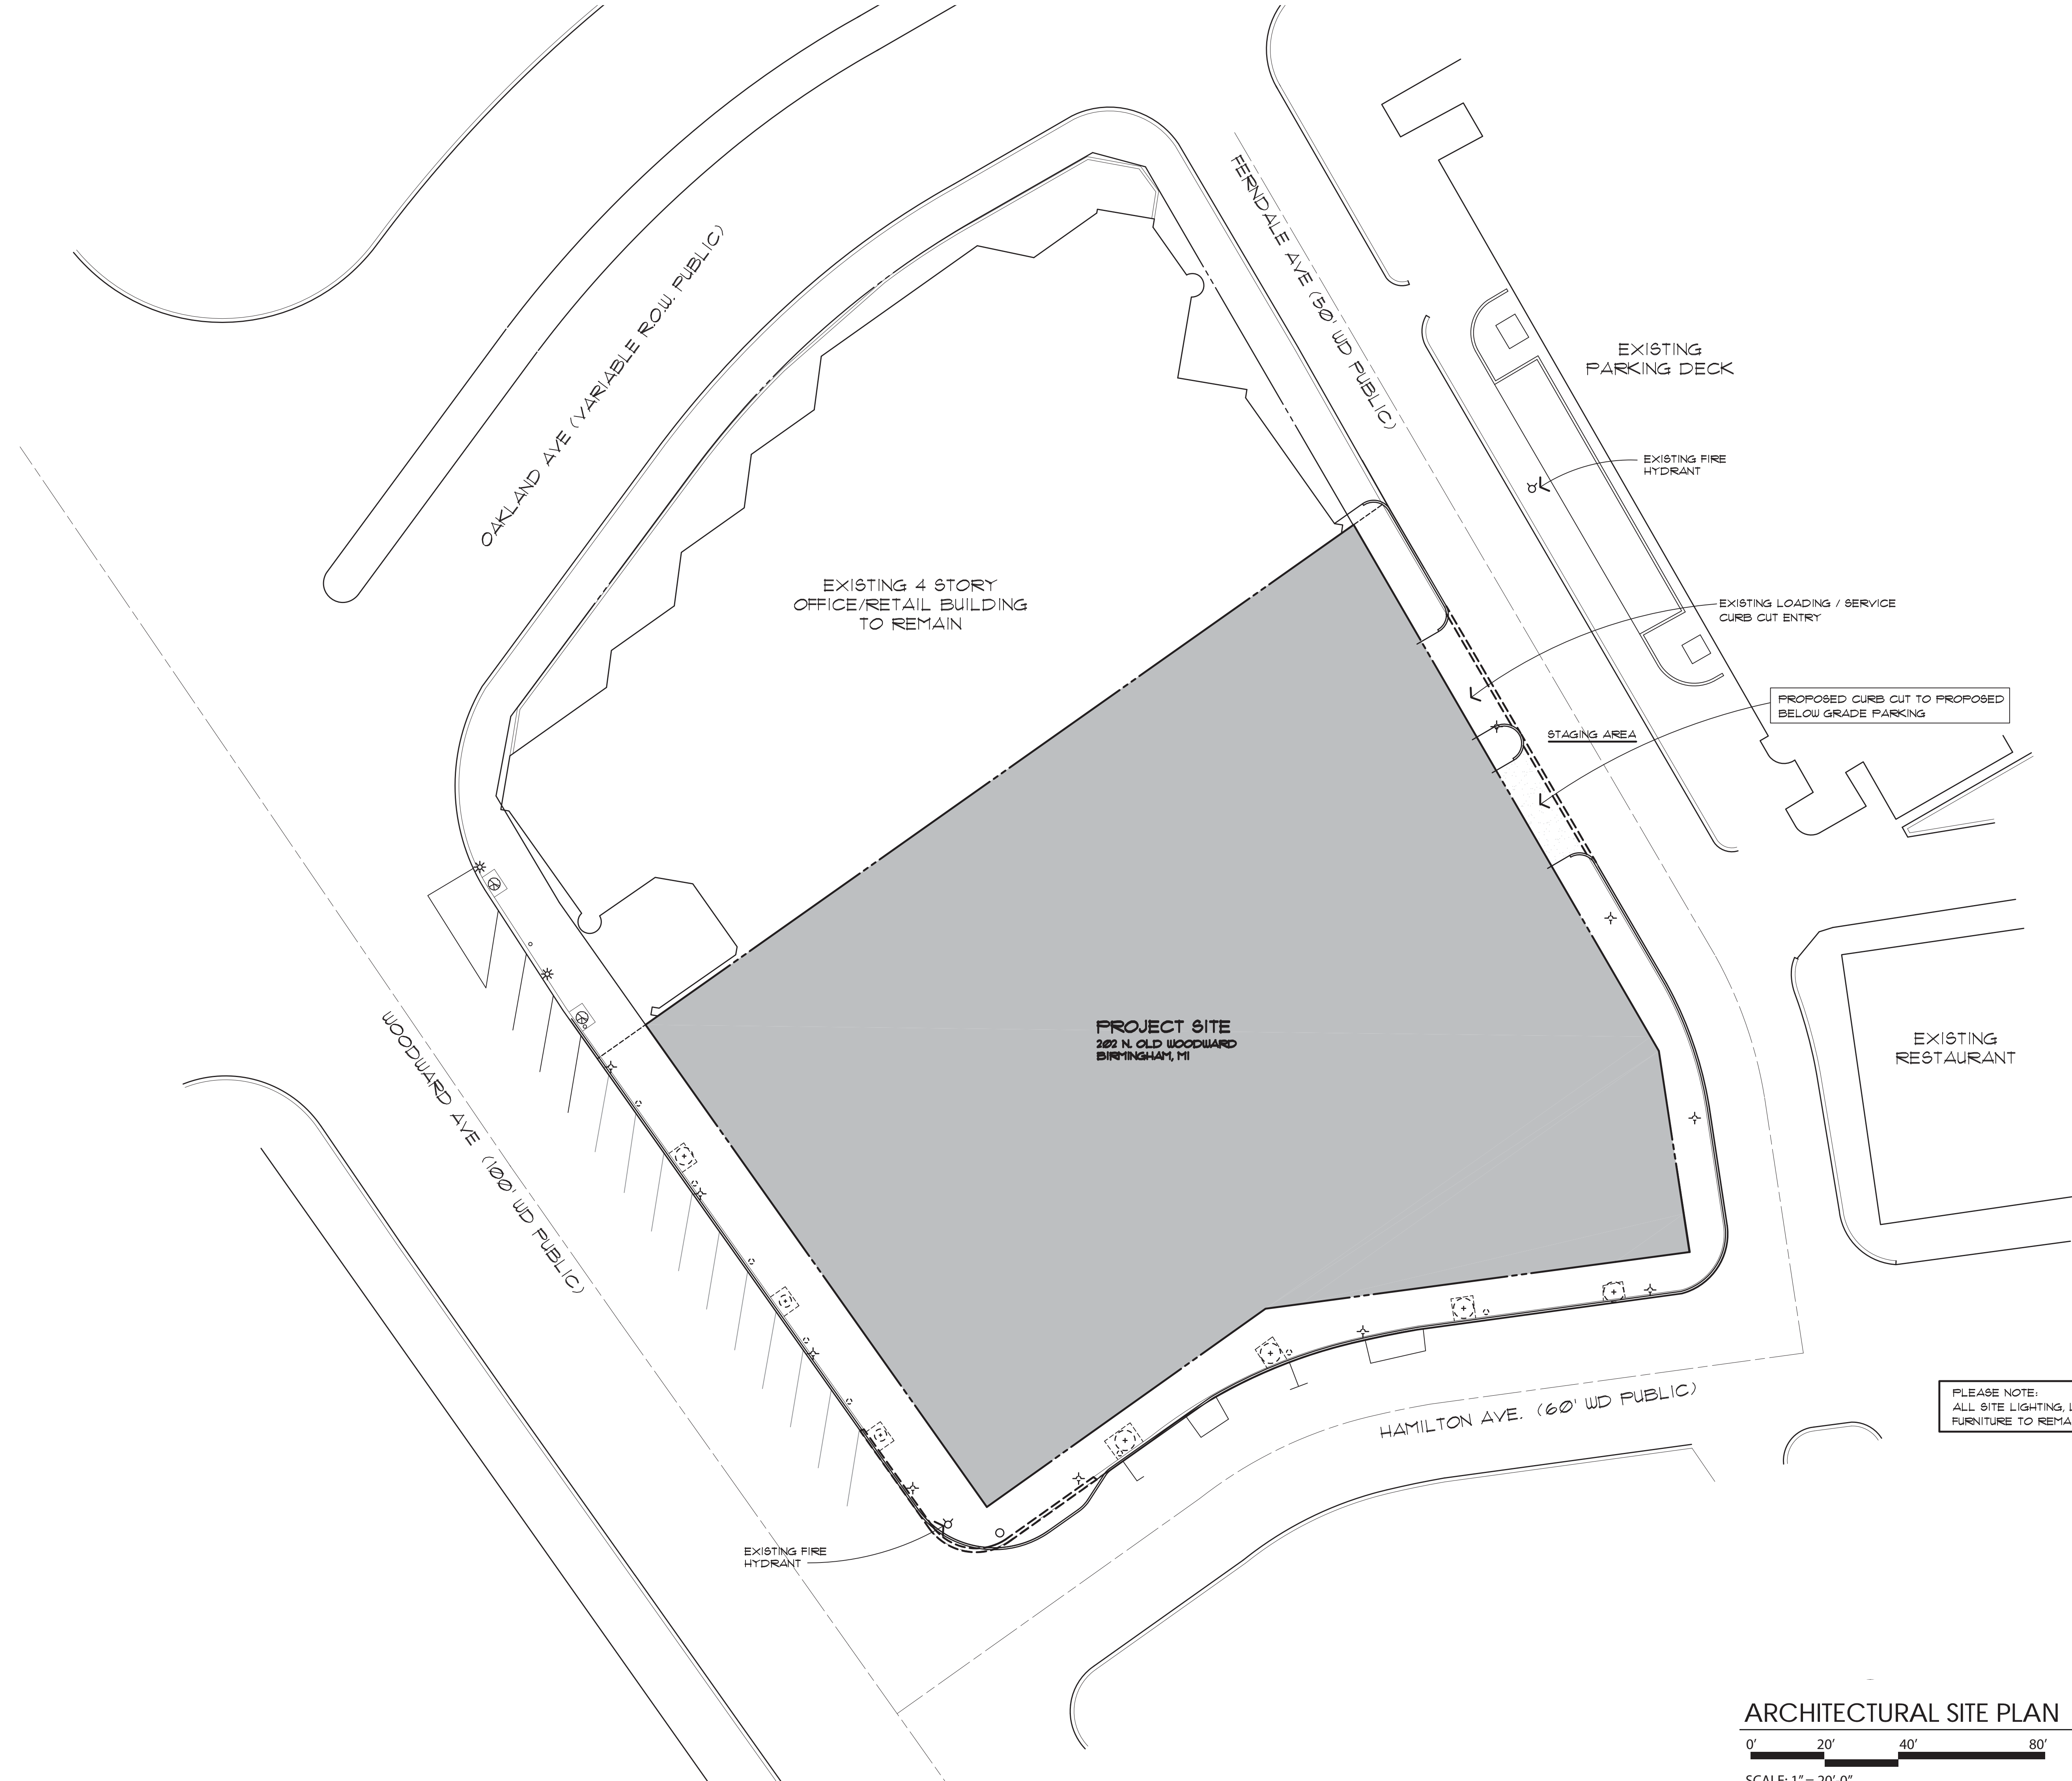 FERNDALE AVE (50' WD PUBLIC)
OAKLAND AVE (VARIABLE R.O.W. PUBLIC)
EXISTING
PARKING DECK
EXISTING FIRE
HYDRANT
EXISTING 4 STORY
OFFICE/RETAIL BUILDING
TO REMAIN
EXISTING LOADING / SERVICE
CURB CUT ENTRY
PROPOSED CURB CUT TO PROPOSED
BELOW GRADE PARKING
STAGING AREA
PROJECT SITE
202 N. OLD WOODWARD
BIRMINGHAM, MI
EXISTING
RESTAURANT
WOODWARD AVE (100' WD PUBLIC)
HAMILTON AVE. (60' WD PUBLIC)
PLEASE NOTE:
ALL SITE LIGHTING, L
FURNITURE TO REMA
EXISTING FIRE
HYDRANT
ARCHITECTURAL SITE PLAN
0' 20' 40' 80'
SCALE: 1" = 20'-0"